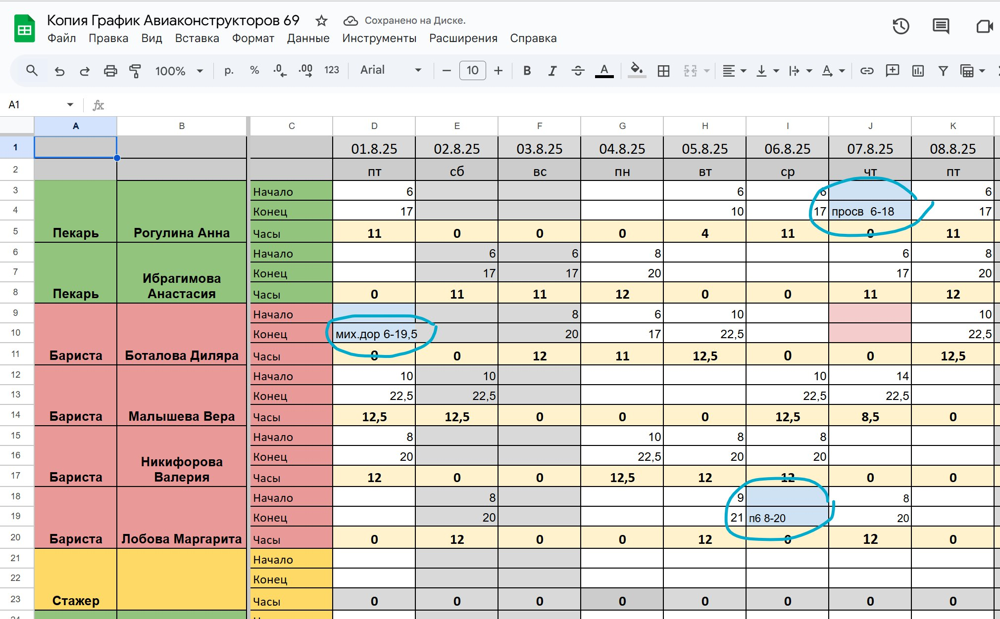 Копия График Авиаконструкторов 69 Сохранено на Диске.
Файл Правка Вид Вставка Формат Данные Инструменты Расширения Справка
100% р. % .0 .00 123 Arial 10 B I A A
A1 fx
A B C D E F G H I J K
1 01.8.25 02.8.25 03.8.25 04.8.25 05.8.25 06.8.25 07.8.25 08.8.25
2 пт сб вс пн вт ср чт пт
3 Начало 6 6 6 6
4 Конец 17 10 17 просв 6-18 17
5 Пекарь Рогулина Анна Часы 11 0 0 0 4 11 0 11
6 Начало 6 6 8 6 8
7 Конец 17 17 20 17 20
8 Пекарь Ибрагимова Анастасия Часы 0 11 11 12 0 0 11 12
9 Начало 8 6 10 10
10 Конец мих.дор 6-19,5 20 17 22,5 22,5
11 Бариста Боталова Диляра Часы 0 0 12 11 12,5 0 0 12,5
12 Начало 10 10 10 14
13 Конец 22,5 22,5 22,5 22,5
14 Бариста Малышева Вера Часы 12,5 12,5 0 0 0 12,5 8,5 0
15 Начало 8 10 8 8
16 Конец 20 22,5 20 20
17 Бариста Никифорова Валерия Часы 12 0 0 12,5 12 12 0 0
18 Начало 8 9 8
19 Конец 20 21 п6 8-20 20
20 Бариста Лобова Маргарита Часы 0 12 0 0 12 0 12 0
21 Начало
22 Конец
23 Стажер Часы 0 0 0 0 0 0 0 0